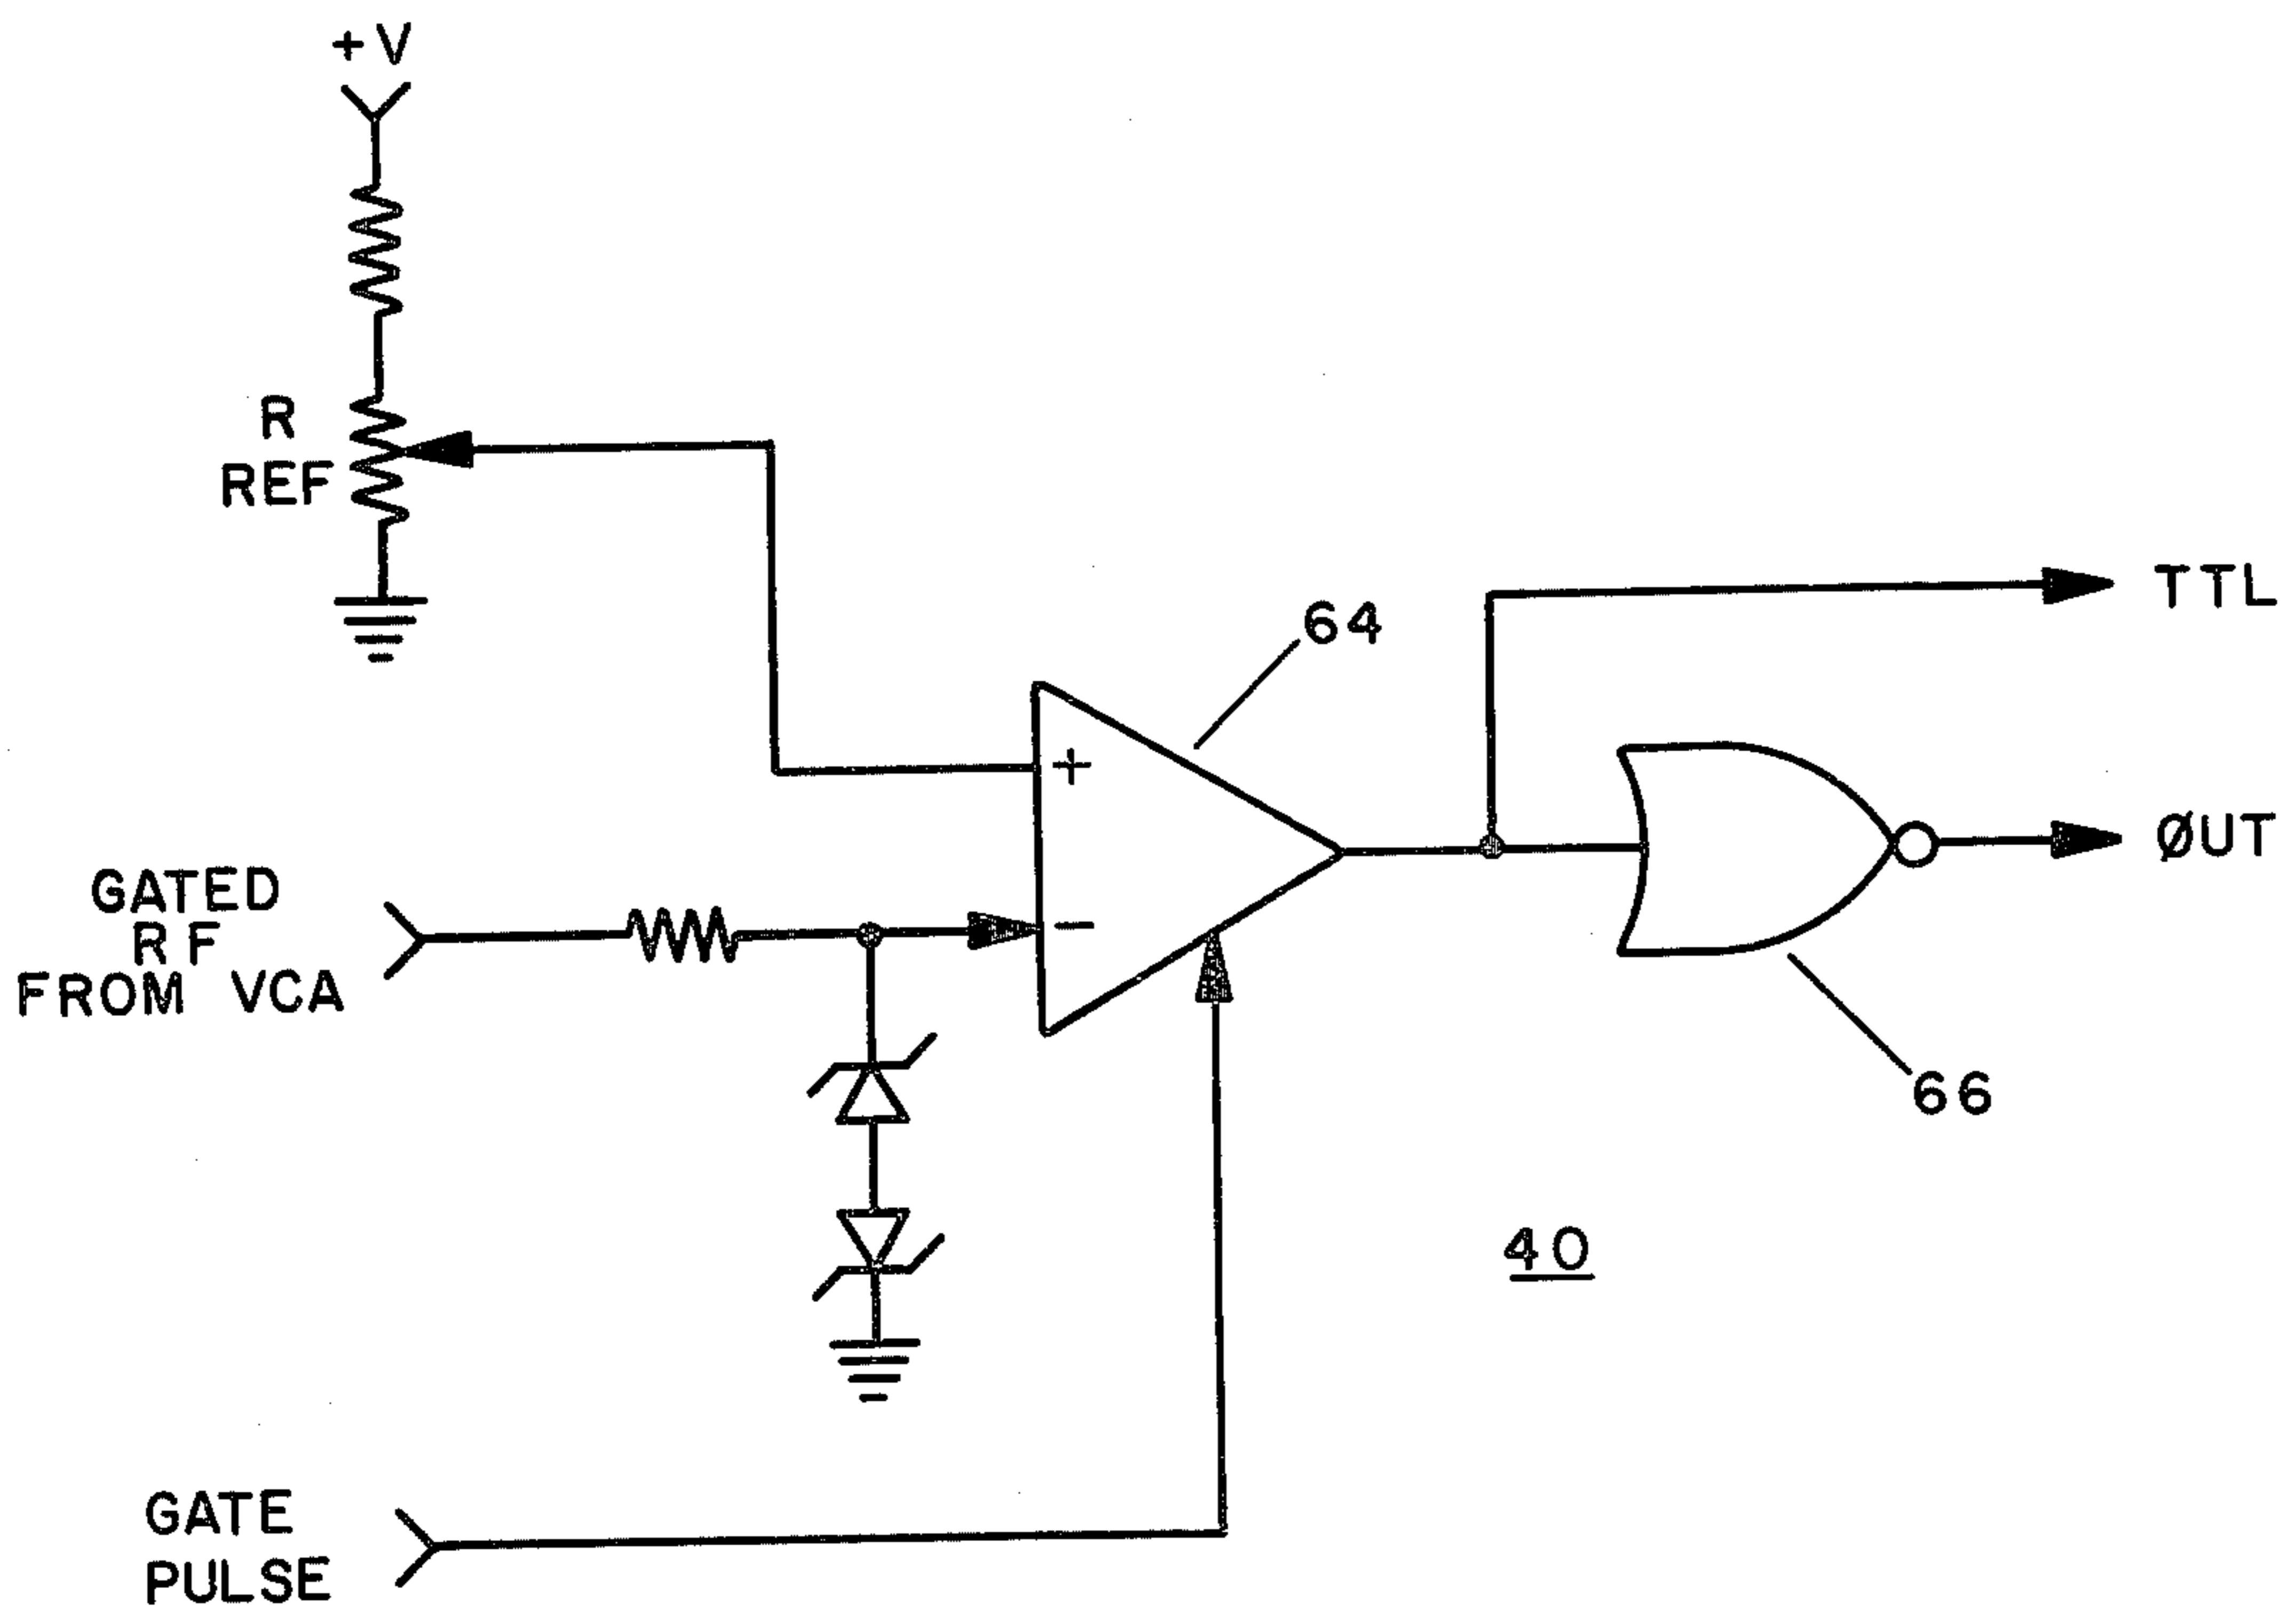 +V
R
REF
64
TTL
+
ØUT
GATED
RF
FROM VCA
-
66
40
GATE
PULSE